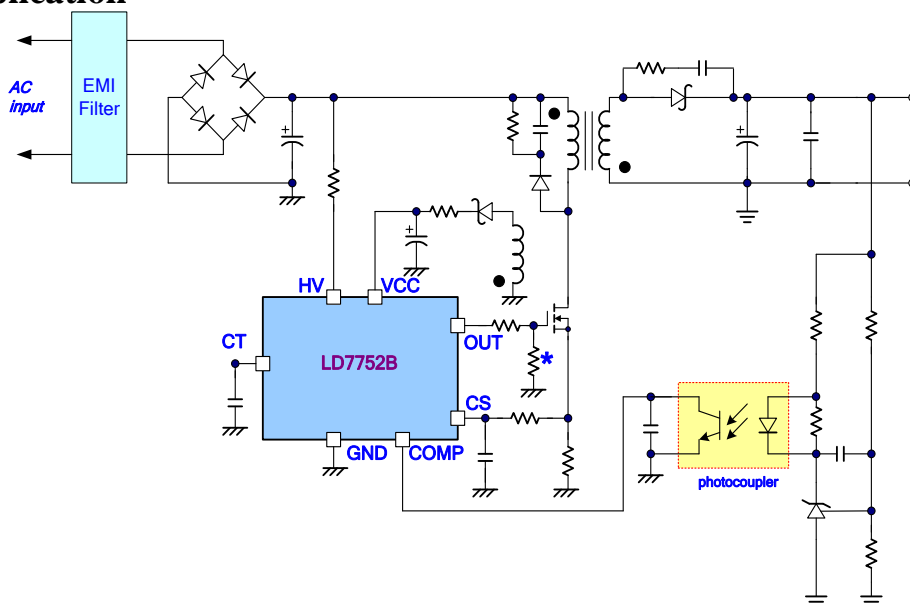 AC
input
EMI
Filter
HV
VCC
CT
OUT
LD7752B
*
CS
GND
COMP
photocoupler
+
+
+